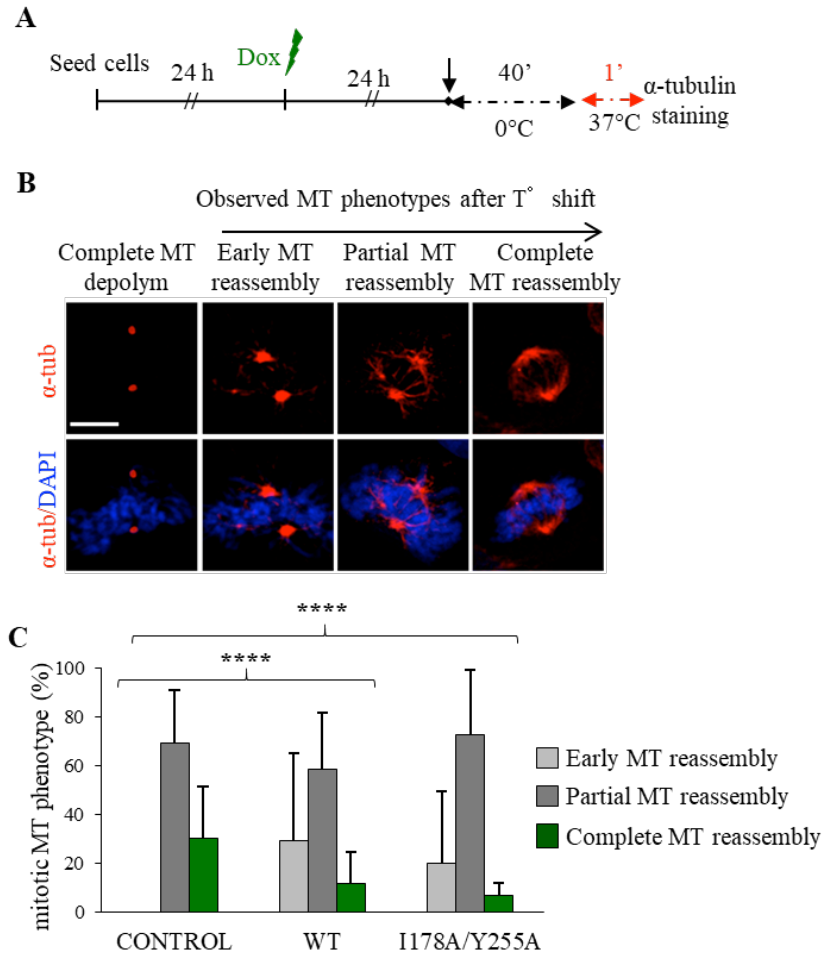 A
Seed cells
24 h
Dox
24 h
40’
0°C
1’
37°C
α-tubulin
staining
B
Observed MT phenotypes after T° shift
Complete MT
depolym
Early MT
reassembly
Partial MT
reassembly
Complete
MT reassembly
α-tub
α-tub/DAPI
C
****
****
mitotic MT phenotype (%)
100
80
60
40
20
0
CONTROL
WT
I178A/Y255A
Early MT reassembly
Partial MT reassembly
Complete MT reassembly